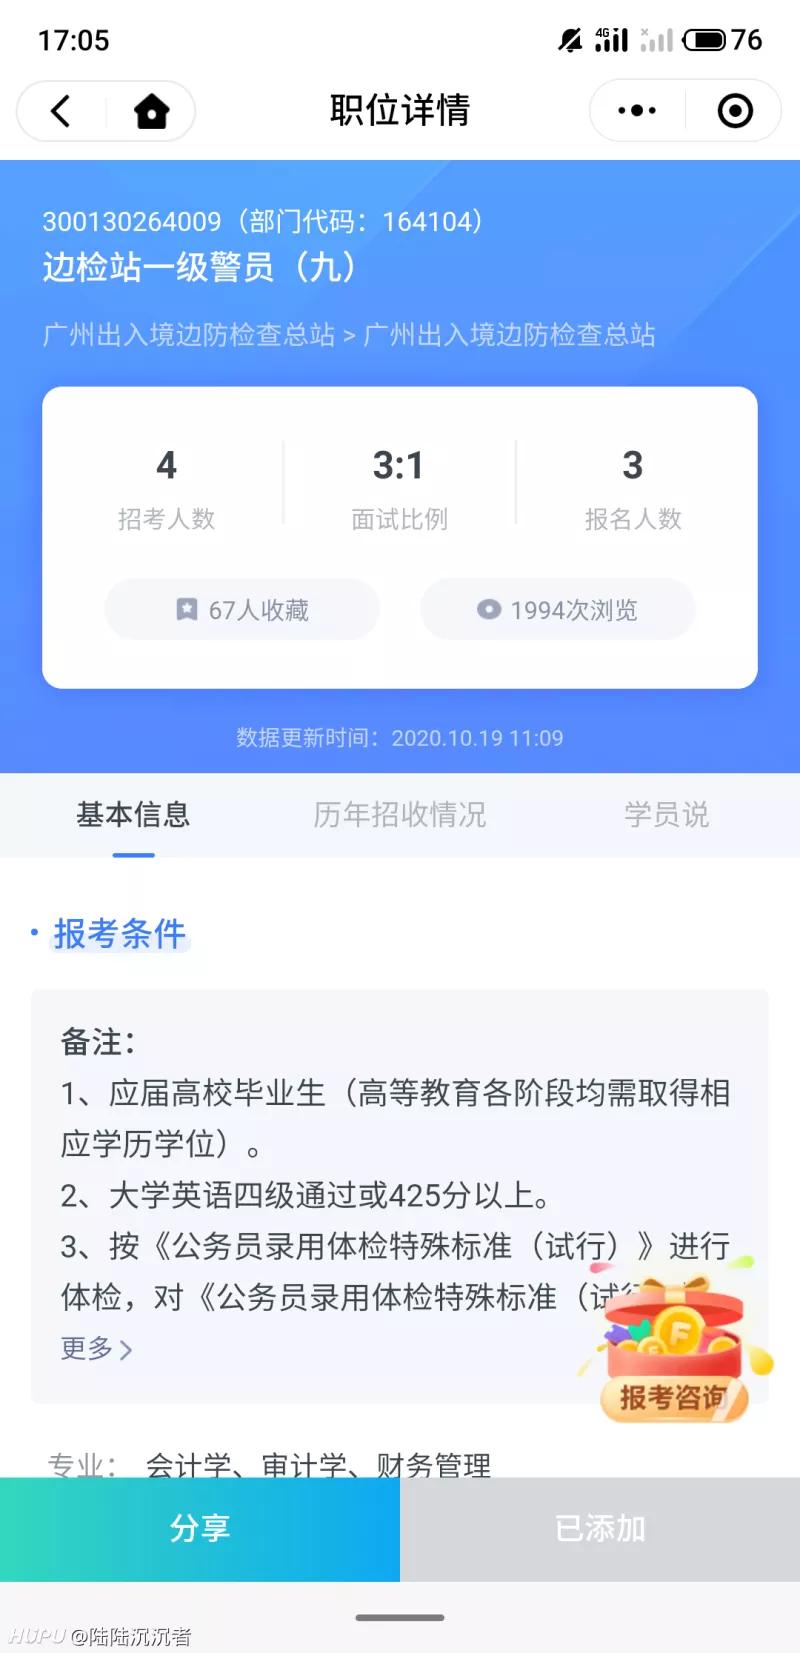 17:05
4G
76
职位详情
300130264009（部门代码：164104）
边检站一级警员（九）
广州出入境边防检查总站 > 广州出入境边防检查总站
4
3:1
3
招考人数
面试比例
报名人数
67人收藏
1994次浏览
数据更新时间：2020.10.19 11:09
基本信息
历年招收情况
学员说
报考条件
备注：
1、应届高校毕业生（高等教育各阶段均需取得相
应学历学位）。
2、大学英语四级通过或425分以上。
3、按《公务员录用体检特殊标准（试行）》进行
体检，对《公务员录用体检特殊标准（试
更多
报考咨询
专业： 会计学、审计学、财务管理
分享
已添加
HUPU @陆陆沉沉者